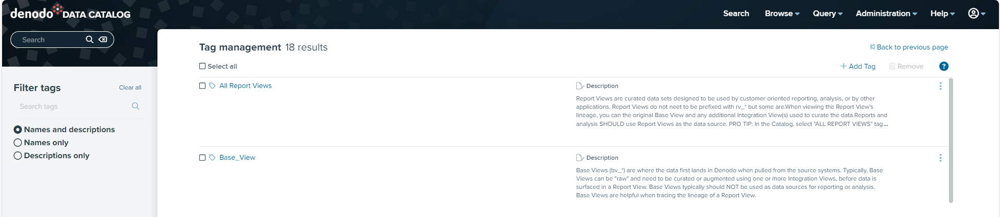 denodo DATA CATALOG
Search Browse Query Administration Help
Search
Tag management 18 results
Back to previous page
Select all
+ Add Tag Remove ?
Filter tags Clear all
Search tags
Names and descriptions
Names only
Descriptions only
All Report Views
Description
Report Views are curated data sets designed to be used by customer-oriented reporting, analysis, or by other
applications. Report Views do not neet to be prefixed with rv_* but some are.When viewing the Report View's
lineage, you can the original Base View and any additional Integration View(s) used to curate the data.Reports and
analysis SHOULD use Report Views as the data source. PRO TIP: In the Catalog, select "ALL REPORT VIEWS" tag...
Base_View
Description
Base Views (bv_*) are where the data first lands in Denodo when pulled from the source systems. Typically, Base
Views can be "raw" and need to be curated or augmented using one or more Integration Views, before data is
surfaced in a Report View. Base Views typically should NOT be used as data sources for reporting or analysis.
Base Views are helpful when tracing the lineage of a Report View.